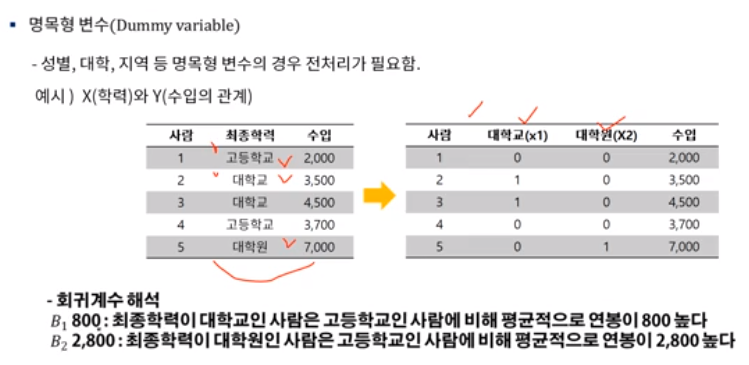 ▪ 명목형 변수(Dummy variable)
- 성별, 대학, 지역 등 명목형 변수의 경우 전처리가 필요함.
예시 ) X(학력)와 Y(수입의 관계)
사람 최종학력 수입
1 고등학교 2,000
2 대학교 3,500
3 대학교 4,500
4 고등학교 3,700
5 대학원 7,000
사람 대학교(x1) 대학원(X2) 수입
1 0 0 2,000
2 1 0 3,500
3 1 0 4,500
4 0 0 3,700
5 0 1 7,000
- 회귀계수 해석
B₁ 800 : 최종학력이 대학교인 사람은 고등학교인 사람에 비해 평균적으로 연봉이 800 높다
B₂ 2,800 : 최종학력이 대학원인 사람은 고등학교인 사람에 비해 평균적으로 연봉이 2,800 높다